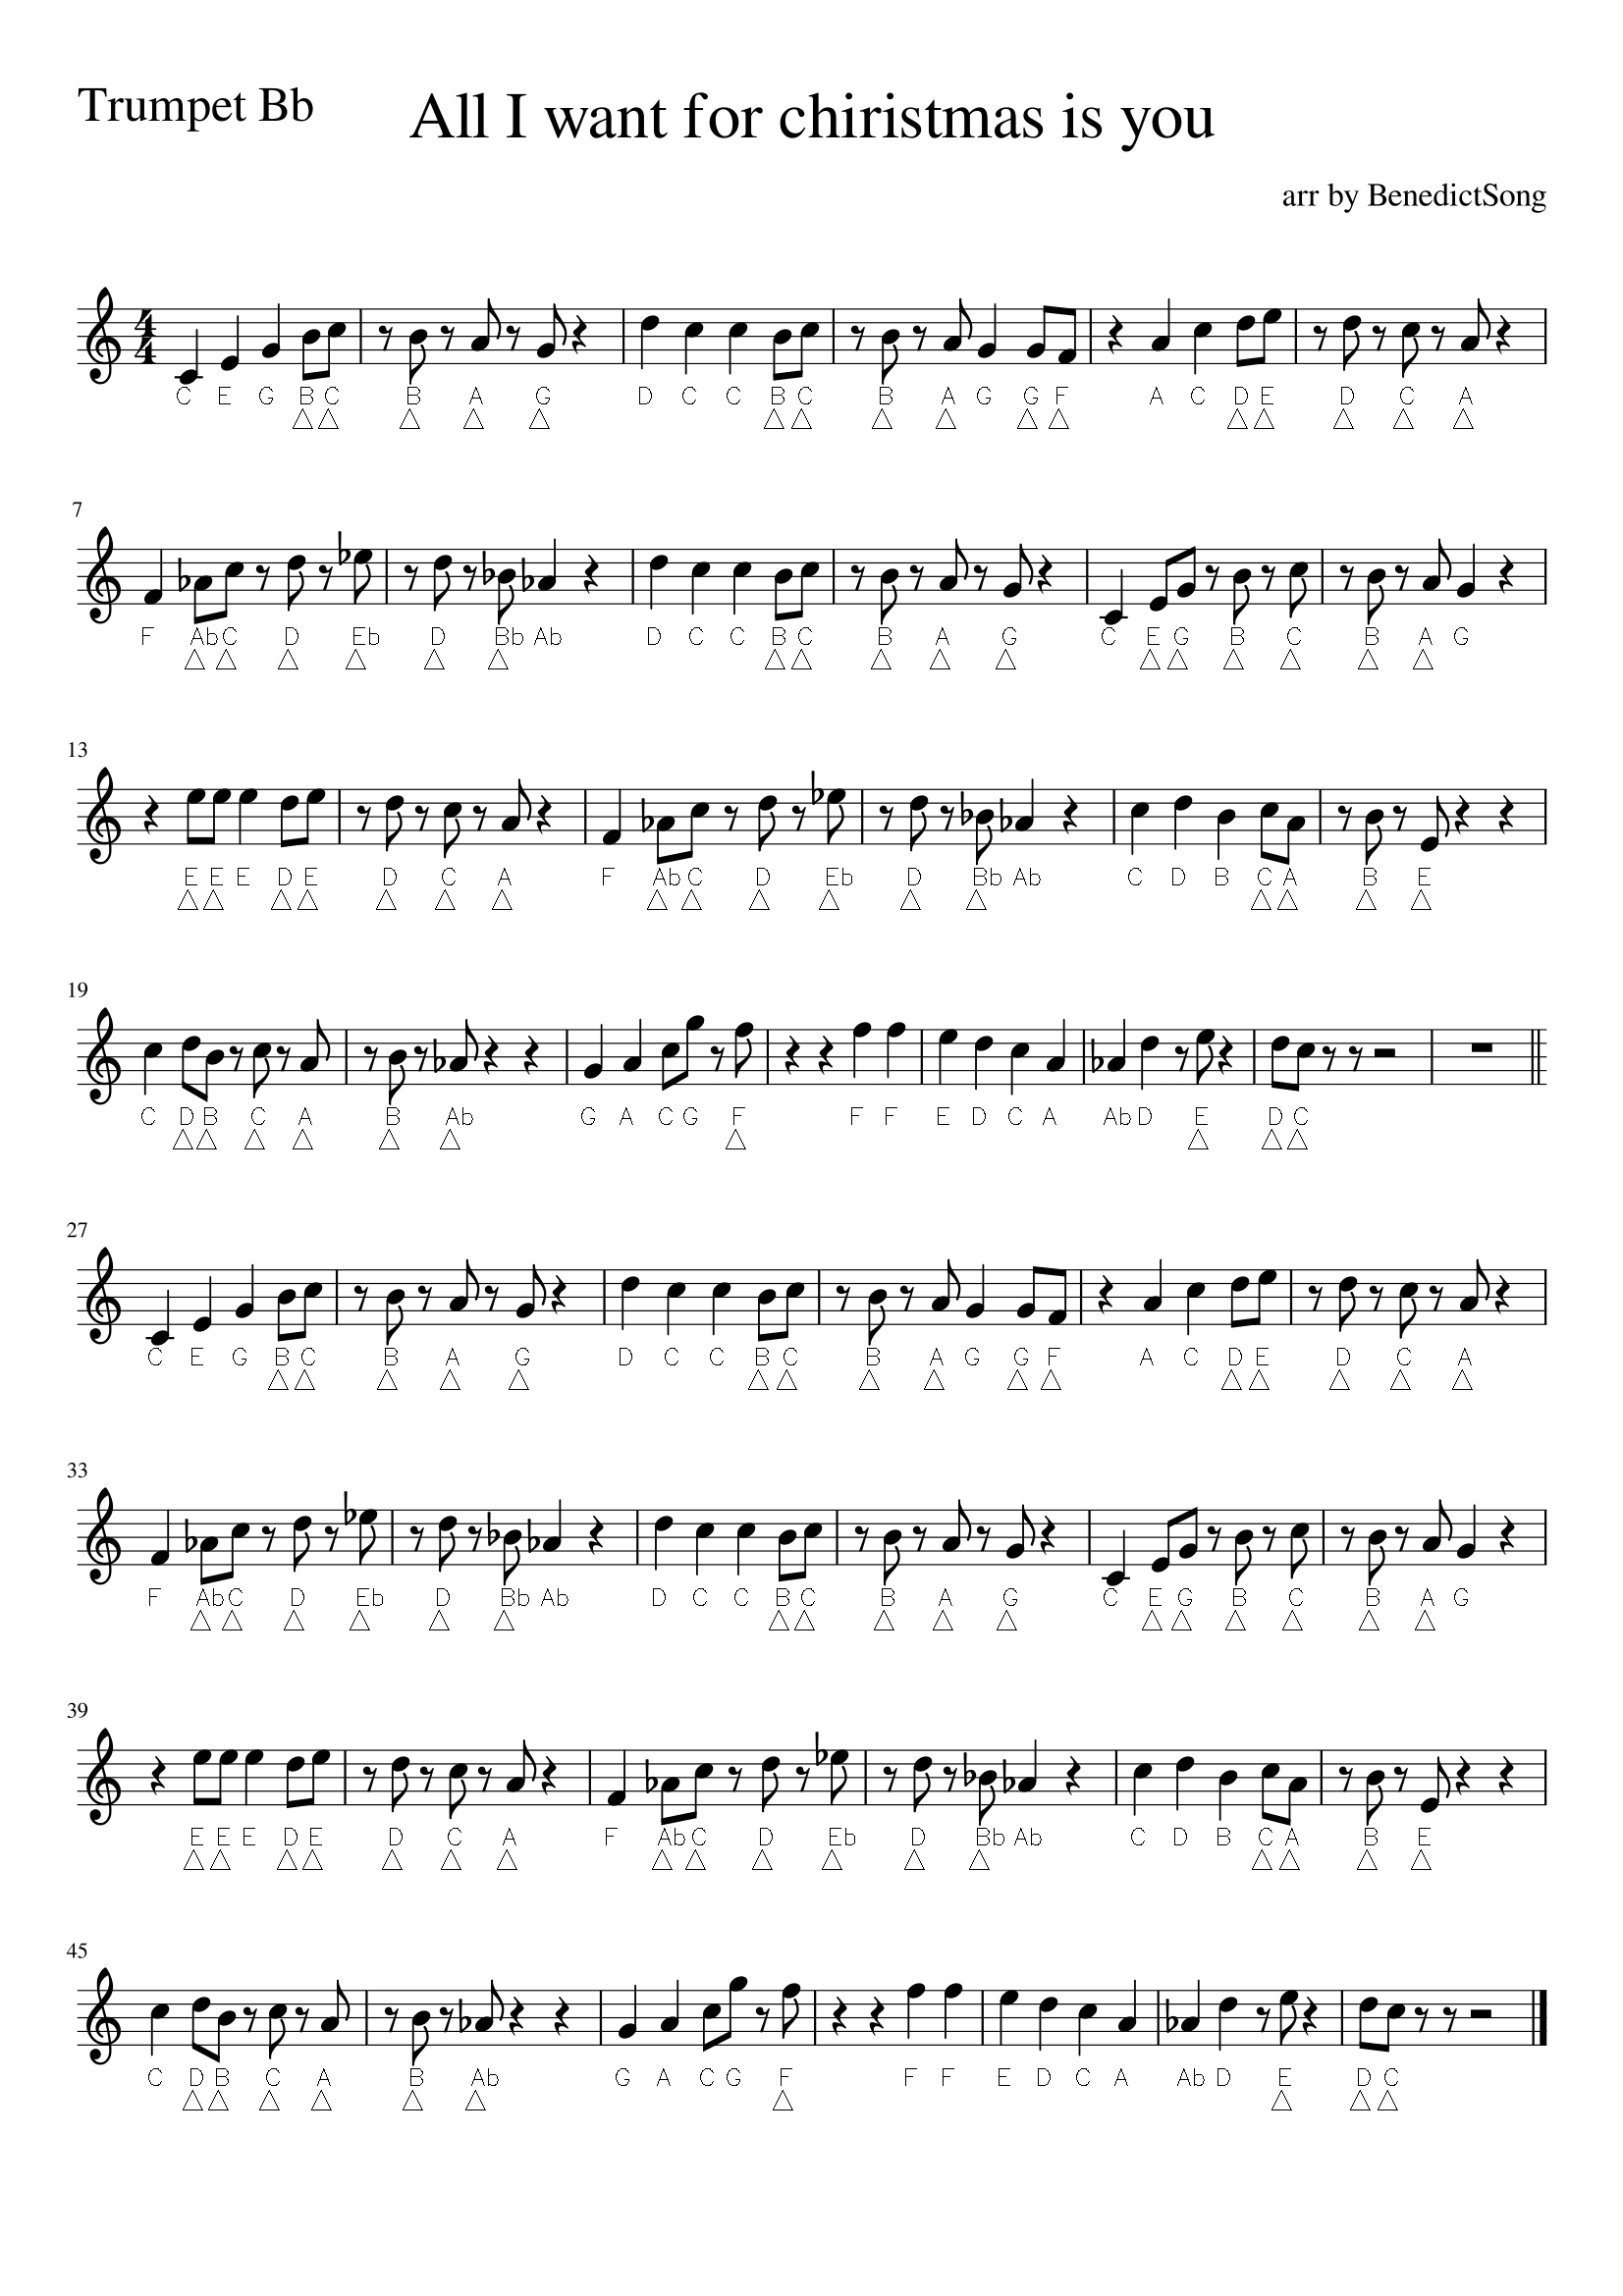 Trumpet Bb
All I want for chiristmas is you
arr by BenedictSong
4
4
C E G B C B A G D C C B C B A G G F A C D E D C A
△ △ △ △ △ △ △ △ △ △ △ △ △ △ △ △
7
F Ab C D Eb D Bb Ab D C C B C B A G C E G B C B A G
△ △ △ △ △ △ △ △ △ △ △ △ △ △ △ △ △
13
E E E D E D C A F Ab C D Eb D Bb Ab C D B C A B E
△ △ △ △ △ △ △ △ △ △ △ △ △ △ △ △ △
19
C D B C A B Ab G A C G F F F E D C A Ab D E D C
△ △ △ △ △ △ △ △ △ △
27
C E G B C B A G D C C B C B A G G F A C D E D C A
△ △ △ △ △ △ △ △ △ △ △ △ △ △ △ △
33
F Ab C D Eb D Bb Ab D C C B C B A G C E G B C B A G
△ △ △ △ △ △ △ △ △ △ △ △ △ △ △ △ △
39
E E E D E D C A F Ab C D Eb D Bb Ab C D B C A B E
△ △ △ △ △ △ △ △ △ △ △ △ △ △ △ △ △
45
C D B C A B Ab G A C G F F F E D C A Ab D E D C
△ △ △ △ △ △ △ △ △ △